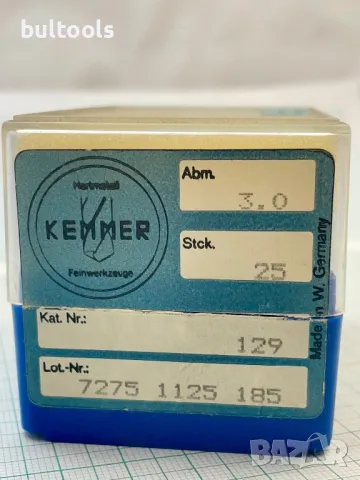 bultools
Hartmetall
KEMMER
Feinwerkzeuge
Abm.
3.0
Stck.
25
Kat. Nr.:
129
Lot.-Nr.:
7275 1125 185
Made in W. Germany
BAZAR
bg